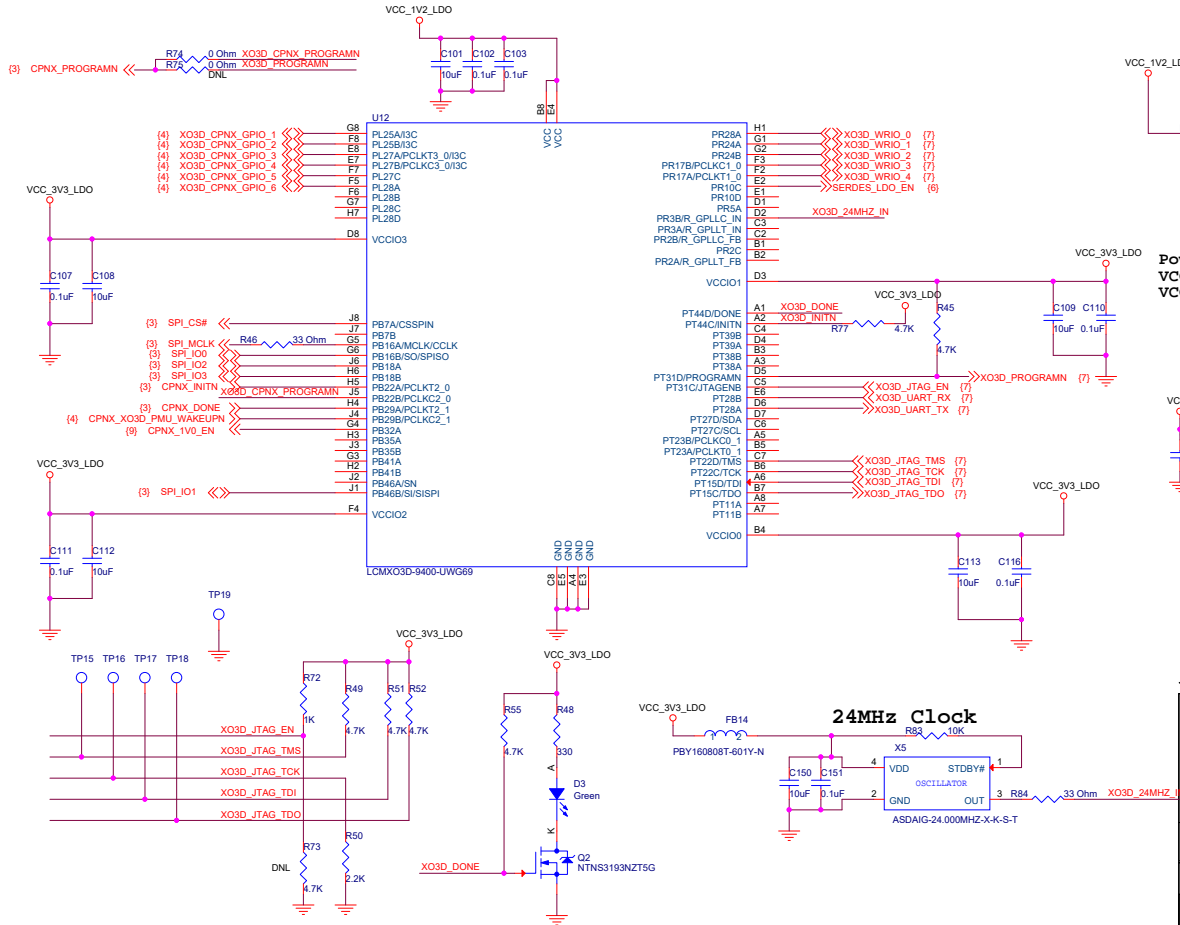 VCC_1V2_LDO
R74 0 Ohm XO3D_CPNX_PROGRAMN
{3} CPNX_PROGRAMN
R75 0 Ohm XO3D_PROGRAMN
DNL
C101 C102 C103
10uF 0.1uF 0.1uF
VCC_1V2_LD
B8 E4
U12
VCC VCC
{4} XO3D_CPNX_GPIO_1 G8 PL25A/I3C
{4} XO3D_CPNX_GPIO_2 F8 PL25B/I3C
{4} XO3D_CPNX_GPIO_3 E8 PL27A/PCLKT3_0/I3C
{4} XO3D_CPNX_GPIO_4 E7 PL27B/PCLKC3_0/I3C
{4} XO3D_CPNX_GPIO_5 F7 PL27C
{4} XO3D_CPNX_GPIO_6 F5 PL28A
F6 PL28B
G7 PL28C
H7 PL28D
VCC_3V3_LDO
D8 VCCIO3
C107 C108
0.1uF 10uF
{3} SPI_CS# J8 PB7A/CSSPIN
J7 PB7B
{3} SPI_MCLK R46 33 Ohm G5 PB16A/MCLK/CCLK
{3} SPI_IO0 G6 PB16B/SO/SPISO
{3} SPI_IO2 J6 PB18A
{3} SPI_IO3 H6 PB18B
{3} CPNX_INITN H5 PB22A/PCLKT2_0
XO3D_CPNX_PROGRAMN J5 PB22B/PCLKC2_0
{3} CPNX_DONE H4 PB29A/PCLKT2_1
{4} CPNX_XO3D_PMU_WAKEUPN J4 PB29B/PCLKC2_1
{9} CPNX_1V0_EN G4 PB32A
H3 PB35A
J3 PB35B
G3 PB41A
H2 PB41B
J2 PB46A/SN
{3} SPI_IO1 J1 PB46B/SI/SISPI
VCC_3V3_LDO
F4 VCCIO2
C111 C112
0.1uF 10uF
PR28A H1 XO3D_WRIO_0 {7}
PR24A G1 XO3D_WRIO_1 {7}
PR24B G2 XO3D_WRIO_2 {7}
PR17B/PCLKC1_0 F3 XO3D_WRIO_3 {7}
PR17A/PCLKT1_0 F2 XO3D_WRIO_4 {7}
PR10C E2 SERDES_LDO_EN {6}
PR10D E1
PR5A D1
PR3B/R_GPLLC_IN D2 XO3D_24MHZ_IN
PR3A/R_GPLLT_IN C3
PR2B/R_GPLLC_FB C2
PR2C B1
PR2A/R_GPLLT_FB B2
VCCIO1 D3
VCC_3V3_LDO
C109 C110
10uF 0.1uF
PT44D/DONE A1 XO3D_DONE
PT44C/INITN A2 XO3D_INITN R77 4.7K
VCC_3V3_LDO
R45
4.7K
PT39B C4
PT39A D4
PT38B B3
PT38A A3
PT31D/PROGRAMN D5 XO3D_PROGRAMN {7}
PT31C/JTAGENB C5 XO3D_JTAG_EN {7}
PT28B E6 XO3D_UART_RX {7}
PT28A D6 XO3D_UART_TX {7}
PT27D/SDA D7
PT27C/SCL C6
PT23B/PCLKC0_1 A5
PT23A/PCLKT0_1 B5
PT22D/TMS C7 XO3D_JTAG_TMS {7}
PT22C/TCK B6 XO3D_JTAG_TCK {7}
PT15D/TDI A6 XO3D_JTAG_TDI {7}
PT15C/TDO B7 XO3D_JTAG_TDO {7}
PT11A A8
PT11B A7
VCCIO0 B4
VCC_3V3_LDO
C113 C116
10uF 0.1uF
GND GND GND GND
C8 E5 A4 E3
LCMXO3D-9400-UWG69
TP19
TP15 TP16 TP17 TP18
VCC_3V3_LDO
R72 R49 R51 R52
1K 4.7K 4.7K 4.7K
XO3D_JTAG_EN
XO3D_JTAG_TMS
XO3D_JTAG_TCK
XO3D_JTAG_TDI
XO3D_JTAG_TDO
DNL R73 R50
4.7K 2.2K
VCC_3V3_LDO
R55 R48
4.7K 330
A
D3
Green
K
XO3D_DONE
Q2
NTNS3193NZT5G
24MHz Clock
VCC_3V3_LDO
FB14
1 2
PBY160808T-601Y-N
R83 10K
X5
C150 C151
10uF 0.1uF
4 VDD STDBY# 1
OSCILLATOR
2 GND OUT 3
R84 33 Ohm
ASDAIG-24.000MHZ-X-K-S-T